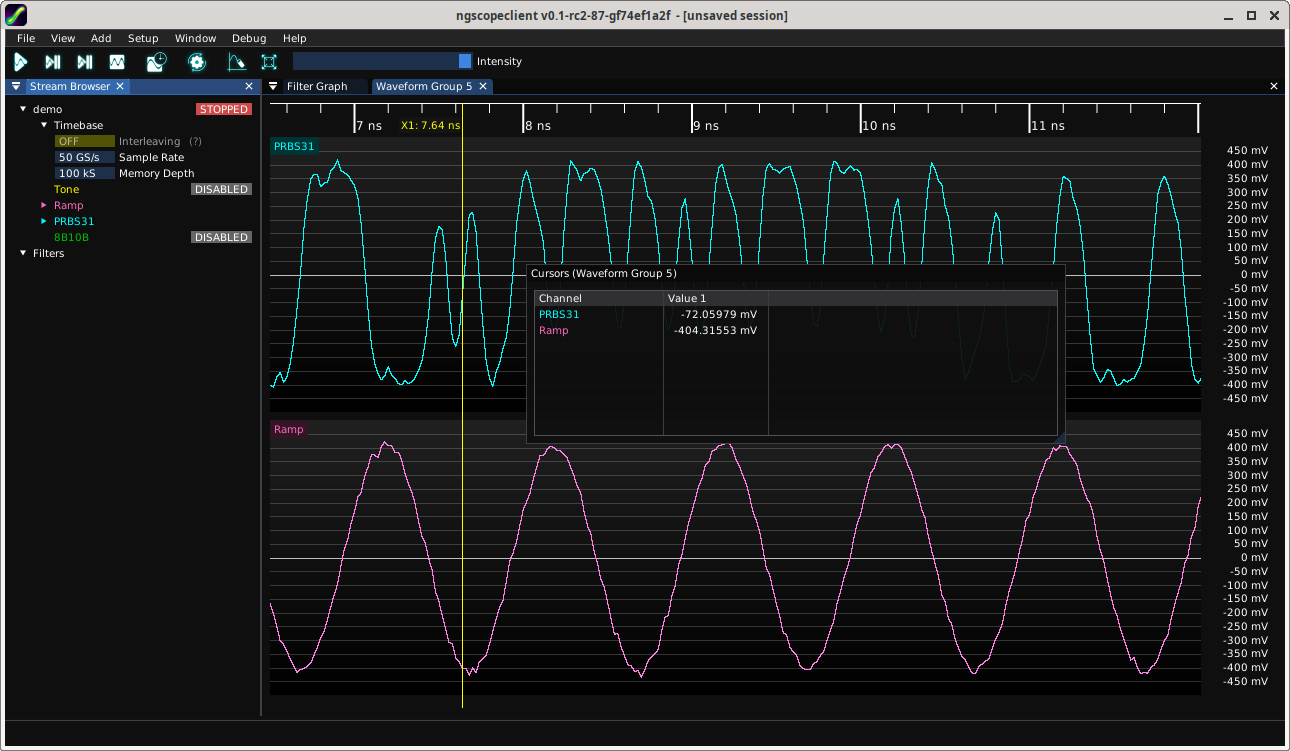 ngscopeclient v0.1-rc2-87-gf74ef1a2f - [unsaved session]
File View Add Setup Window Debug Help
Intensity
Stream Browser
Filter Graph Waveform Group 5
demo STOPPED
Timebase
OFF Interleaving (?)
50 GS/s Sample Rate
100 kS Memory Depth
Tone DISABLED
Ramp
PRBS31
8B10B DISABLED
Filters
7 ns X1: 7.64 ns 8 ns 9 ns 10 ns 11 ns
PRBS31
450 mV
400 mV
350 mV
300 mV
250 mV
200 mV
150 mV
100 mV
50 mV
0 mV
-50 mV
-100 mV
-150 mV
-200 mV
-250 mV
-300 mV
-350 mV
-400 mV
-450 mV
Cursors (Waveform Group 5)
Channel Value 1
PRBS31 -72.05979 mV
Ramp -404.31553 mV
Ramp
450 mV
400 mV
350 mV
300 mV
250 mV
200 mV
150 mV
100 mV
50 mV
0 mV
-50 mV
-100 mV
-150 mV
-200 mV
-250 mV
-300 mV
-350 mV
-400 mV
-450 mV